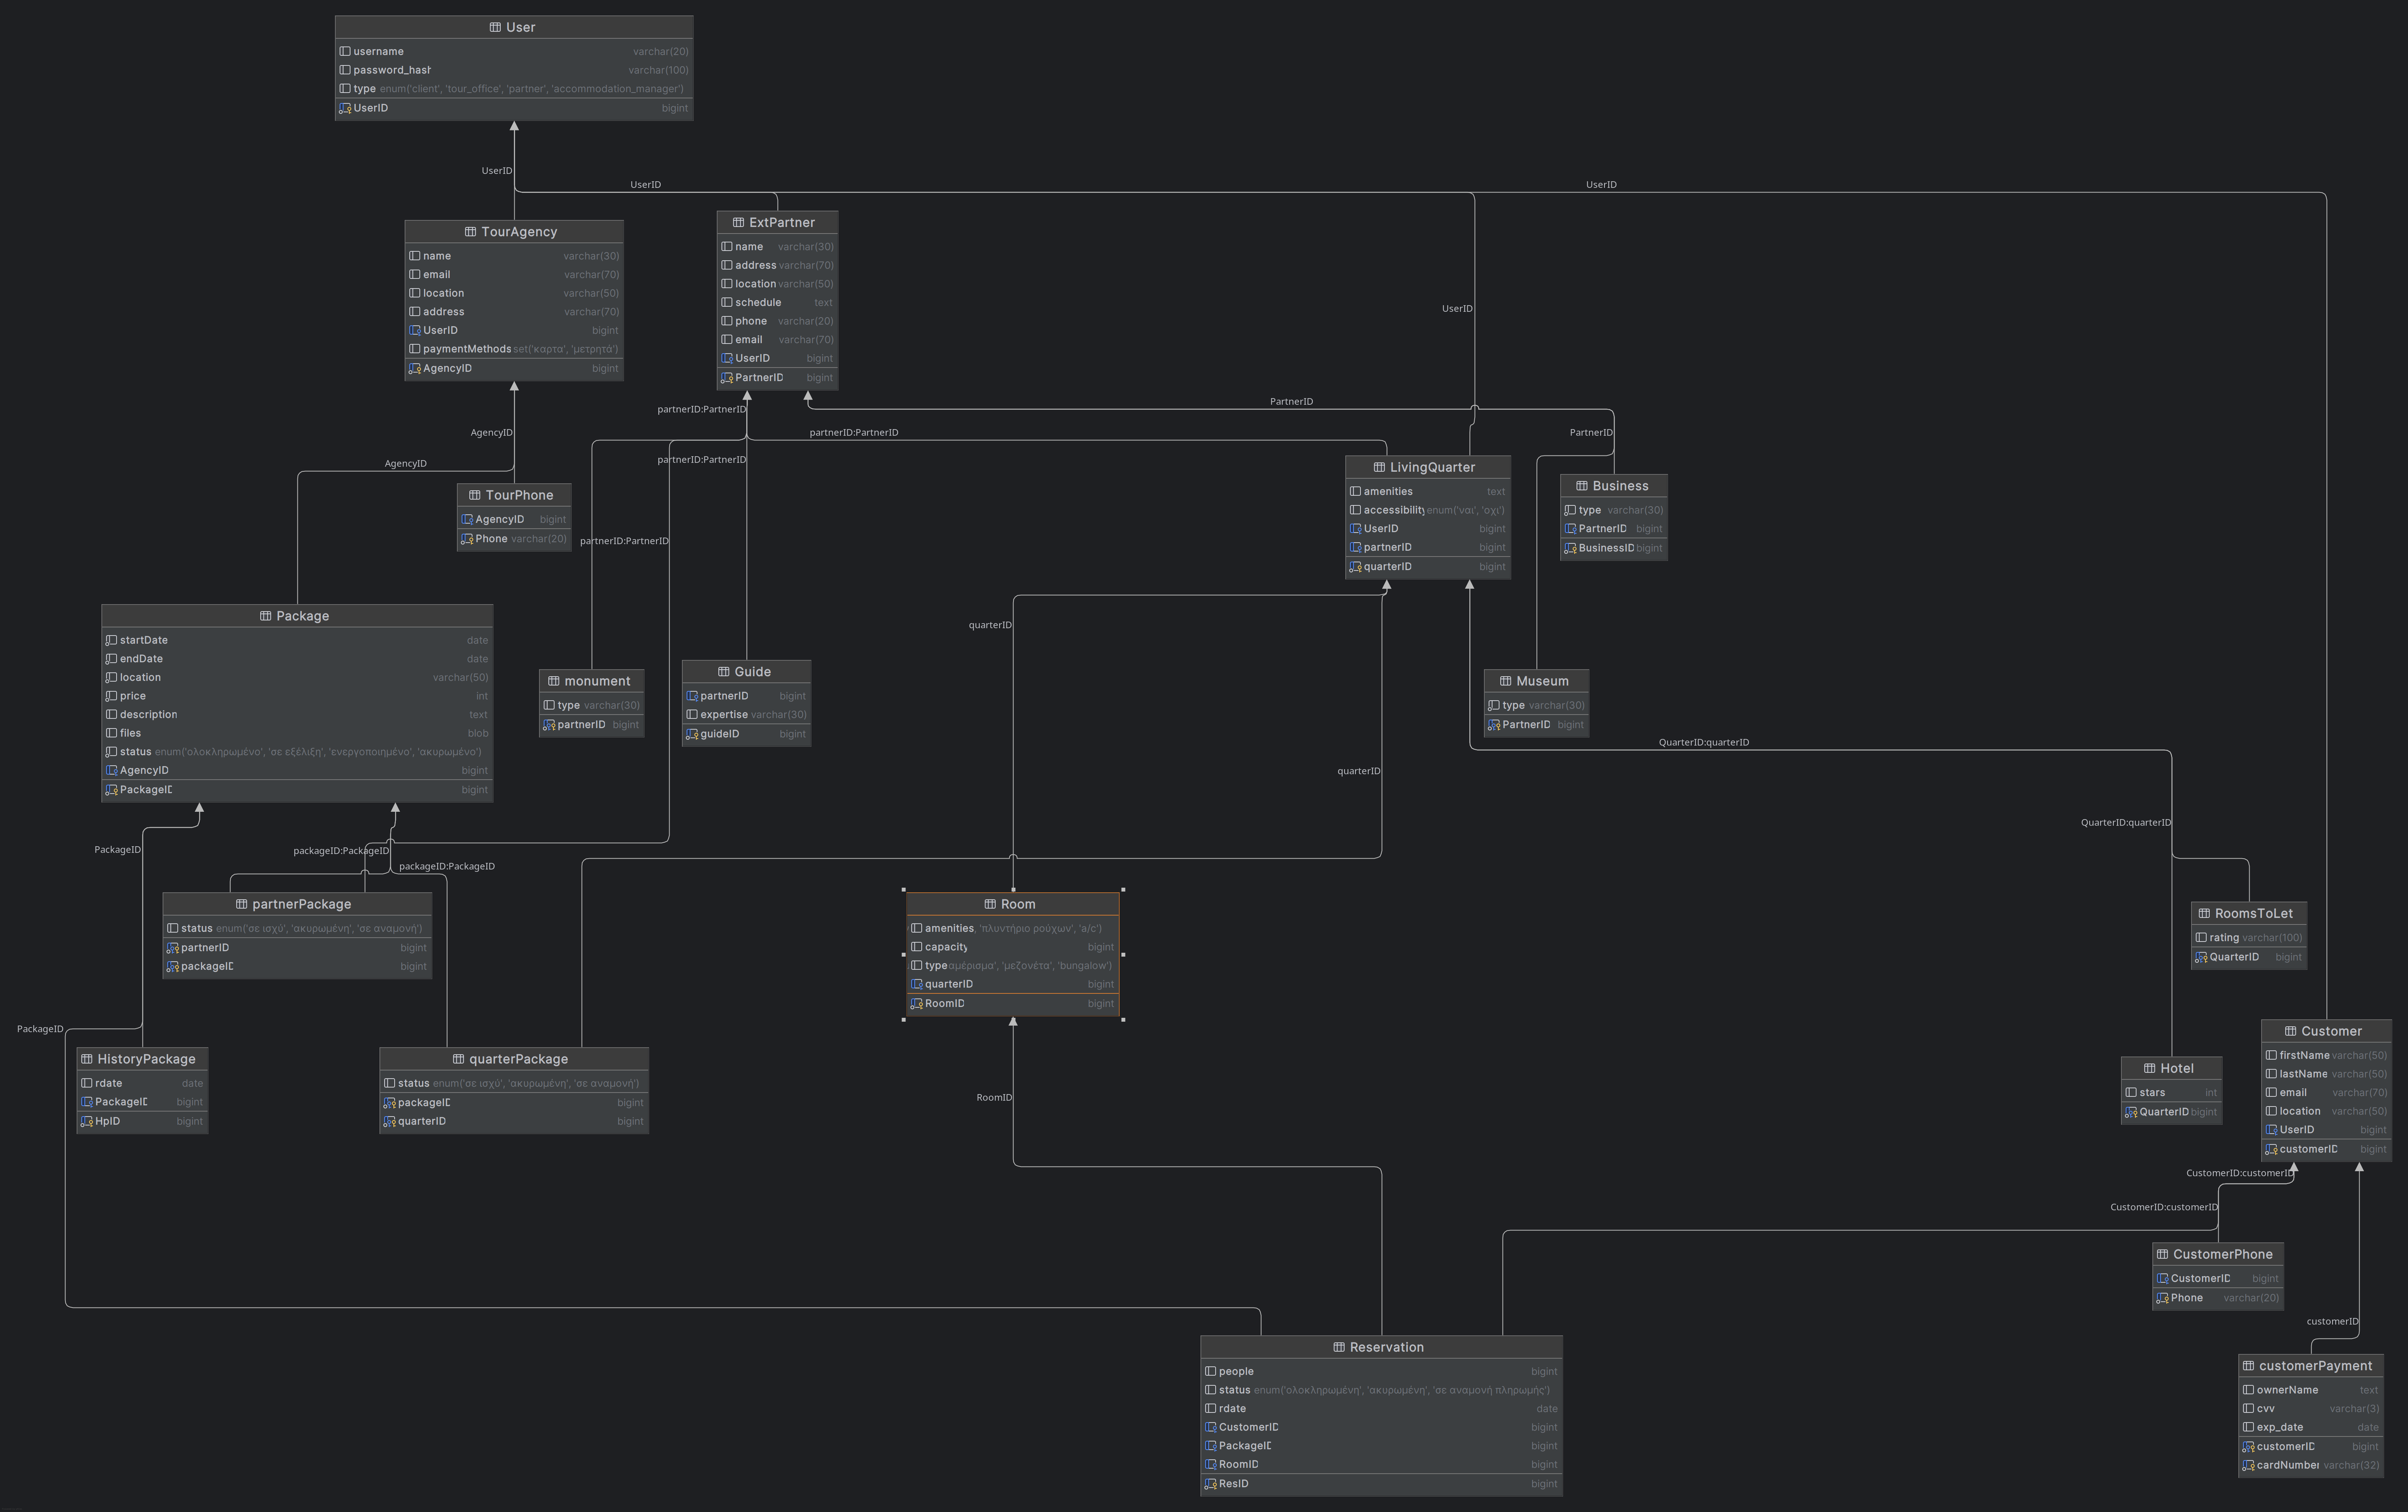 User
username varchar(20)
password_hash varchar(100)
type enum('client', 'tour_office', 'partner', 'accommodation_manager')
UserID bigint
UserID
UserID
UserID
UserID
TourAgency
name varchar(30)
email varchar(70)
location varchar(50)
address varchar(70)
UserID bigint
paymentMethods set('καρτα', 'μετρητά')
AgencyID bigint
ExtPartner
name varchar(30)
address varchar(70)
location varchar(50)
schedule text
phone varchar(20)
email varchar(70)
UserID bigint
PartnerID bigint
partnerID:PartnerID
PartnerID
AgencyID
partnerID:PartnerID
PartnerID
AgencyID
partnerID:PartnerID
partnerID:PartnerID
TourPhone
AgencyID bigint
Phone varchar(20)
LivingQuarter
amenities text
accessibility enum('ναι', 'οχι')
UserID bigint
partnerID bigint
quarterID bigint
Business
type varchar(30)
PartnerID bigint
BusinessID bigint
Package
startDate date
endDate date
location varchar(50)
price int
description text
files blob
status enum('ολοκληρωμένο', 'σε εξέλιξη', 'ενεργοποιημένο', 'ακυρωμένο')
AgencyID bigint
PackageID bigint
quarterID
monument
type varchar(30)
partnerID bigint
Guide
partnerID bigint
expertise varchar(30)
guideID bigint
Museum
type varchar(30)
PartnerID bigint
QuarterID:quarterID
quarterID
QuarterID:quarterID
PackageID
packageID:PackageID
packageID:PackageID
partnerPackage
status enum('σε ισχύ', 'ακυρωμένη', 'σε αναμονή')
partnerID bigint
packageID bigint
Room
amenities, 'πλυντήριο ρούχων', 'a/c')
capacity bigint
type αμέρισμα', 'μεζονέτα', 'bungalow')
quarterID bigint
RoomID bigint
RoomsToLet
rating varchar(100)
QuarterID bigint
PackageID
HistoryPackage
rdate date
PackageID bigint
HpID bigint
quarterPackage
status enum('σε ισχύ', 'ακυρωμένη', 'σε αναμονή')
packageID bigint
quarterID bigint
RoomID
Hotel
stars int
QuarterID bigint
Customer
firstName varchar(50)
lastName varchar(50)
email varchar(70)
location varchar(50)
UserID bigint
customerID bigint
CustomerID:customerID
CustomerID:customerID
CustomerPhone
CustomerID bigint
Phone varchar(20)
customerID
Reservation
people bigint
status enum('ολοκληρωμένη', 'ακυρωμένη', 'σε αναμονή πληρωμής')
rdate date
CustomerID bigint
PackageID bigint
RoomID bigint
ResID bigint
customerPayment
ownerName text
cvv varchar(3)
exp_date date
customerID bigint
cardNumber varchar(32)